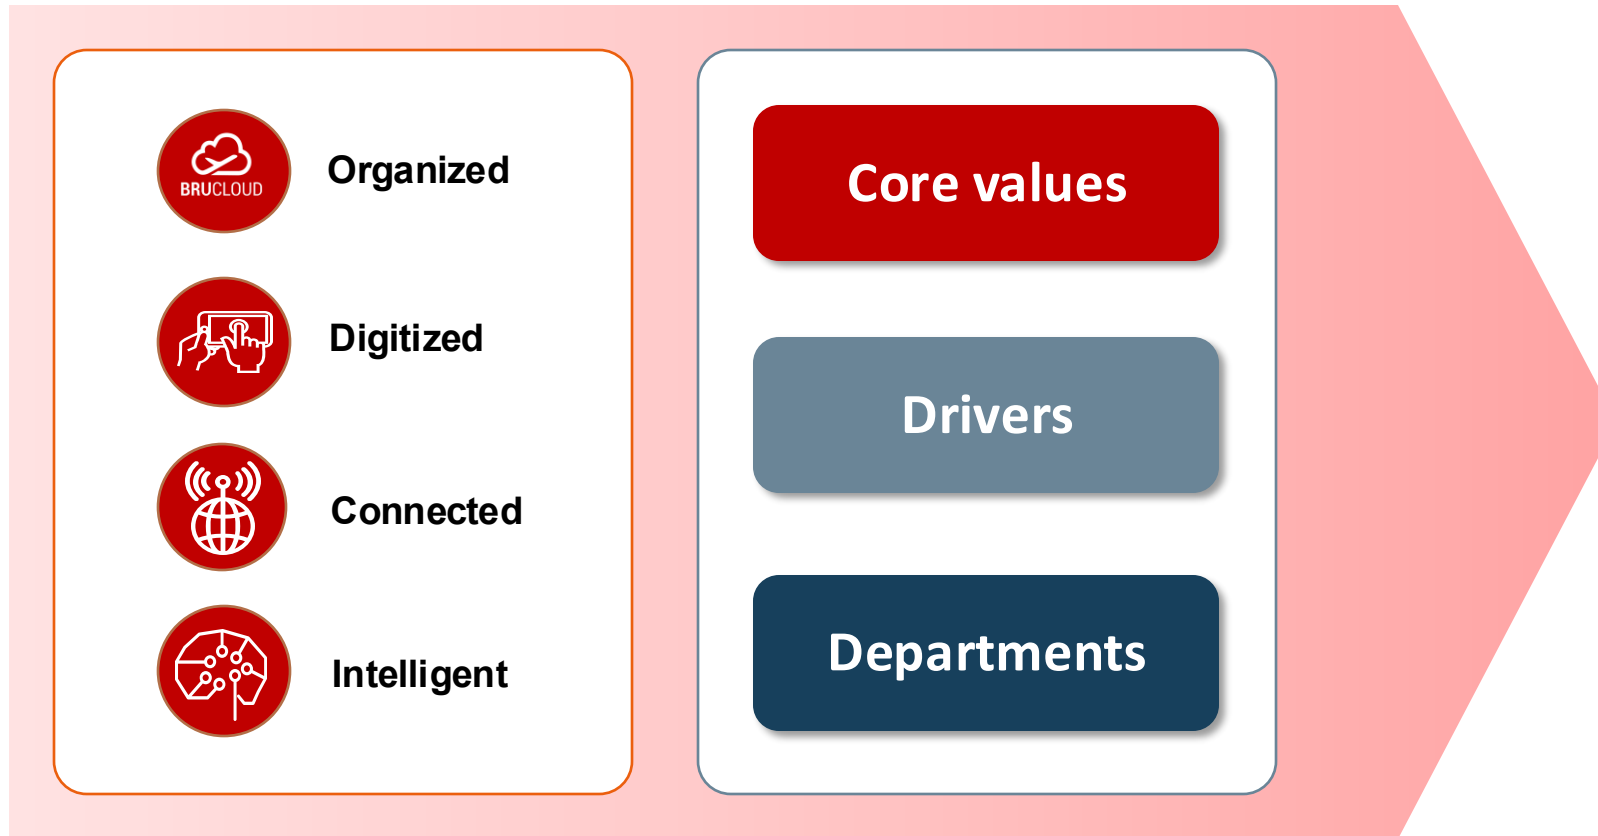 BRUCLOUD
Organized
Digitized
Connected
Intelligent
Core values
Drivers
Departments